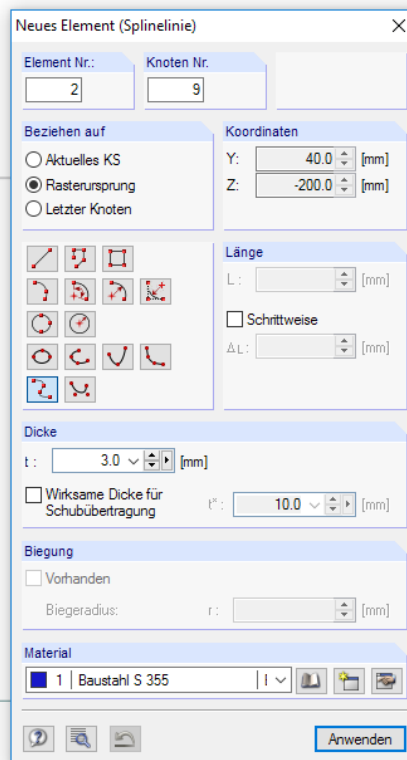 Neues Element (Splinelinie)
Element Nr.: Knoten Nr.
2 9
Beziehen auf
Aktuelles KS
Rasterursprung
Letzter Knoten
Koordinaten
Y: 40.0 [mm]
Z: -200.0 [mm]
Länge
L : [mm]
Schrittweise
ΔL: [mm]
Dicke
t : 3.0 [mm]
Wirksame Dicke für
Schubübertragung
t* : 10.0 [mm]
Biegung
Vorhanden
Biegeradius: r : [mm]
Material
1 | Baustahl S 355
Anwenden